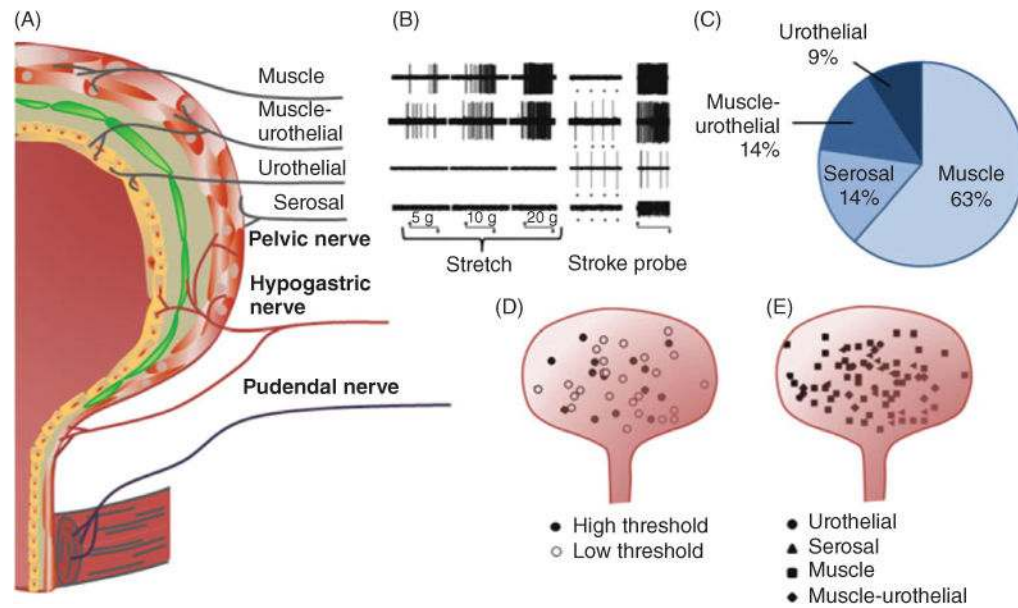 (A)
Muscle
Muscle-
urothelial
Urothelial
Serosal
Pelvic nerve
Hypogastric
nerve
Pudendal nerve
(B)
5 g 10 g 20 g
Stretch Stroke probe
(C)
Urothelial
9%
Muscle-
urothelial
14%
Serosal
14%
Muscle
63%
(D)
High threshold
Low threshold
(E)
Urothelial
Serosal
Muscle
Muscle-urothelial